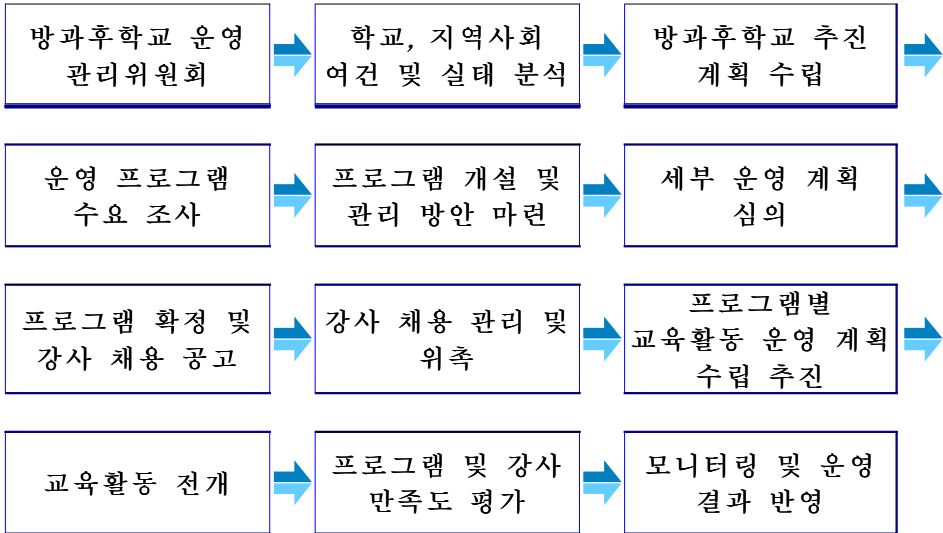 방과후학교 운영
관리위원회
학교, 지역사회
여건 및 실태 분석
방과후학교 추진
계획 수립
운영 프로그램
수요 조사
프로그램 개설 및
관리 방안 마련
세부 운영 계획
심의
프로그램 확정 및
강사 채용 공고
강사 채용 관리 및
위촉
프로그램별
교육활동 운영 계획
수립 추진
교육활동 전개
프로그램 및 강사
만족도 평가
모니터링 및 운영
결과 반영